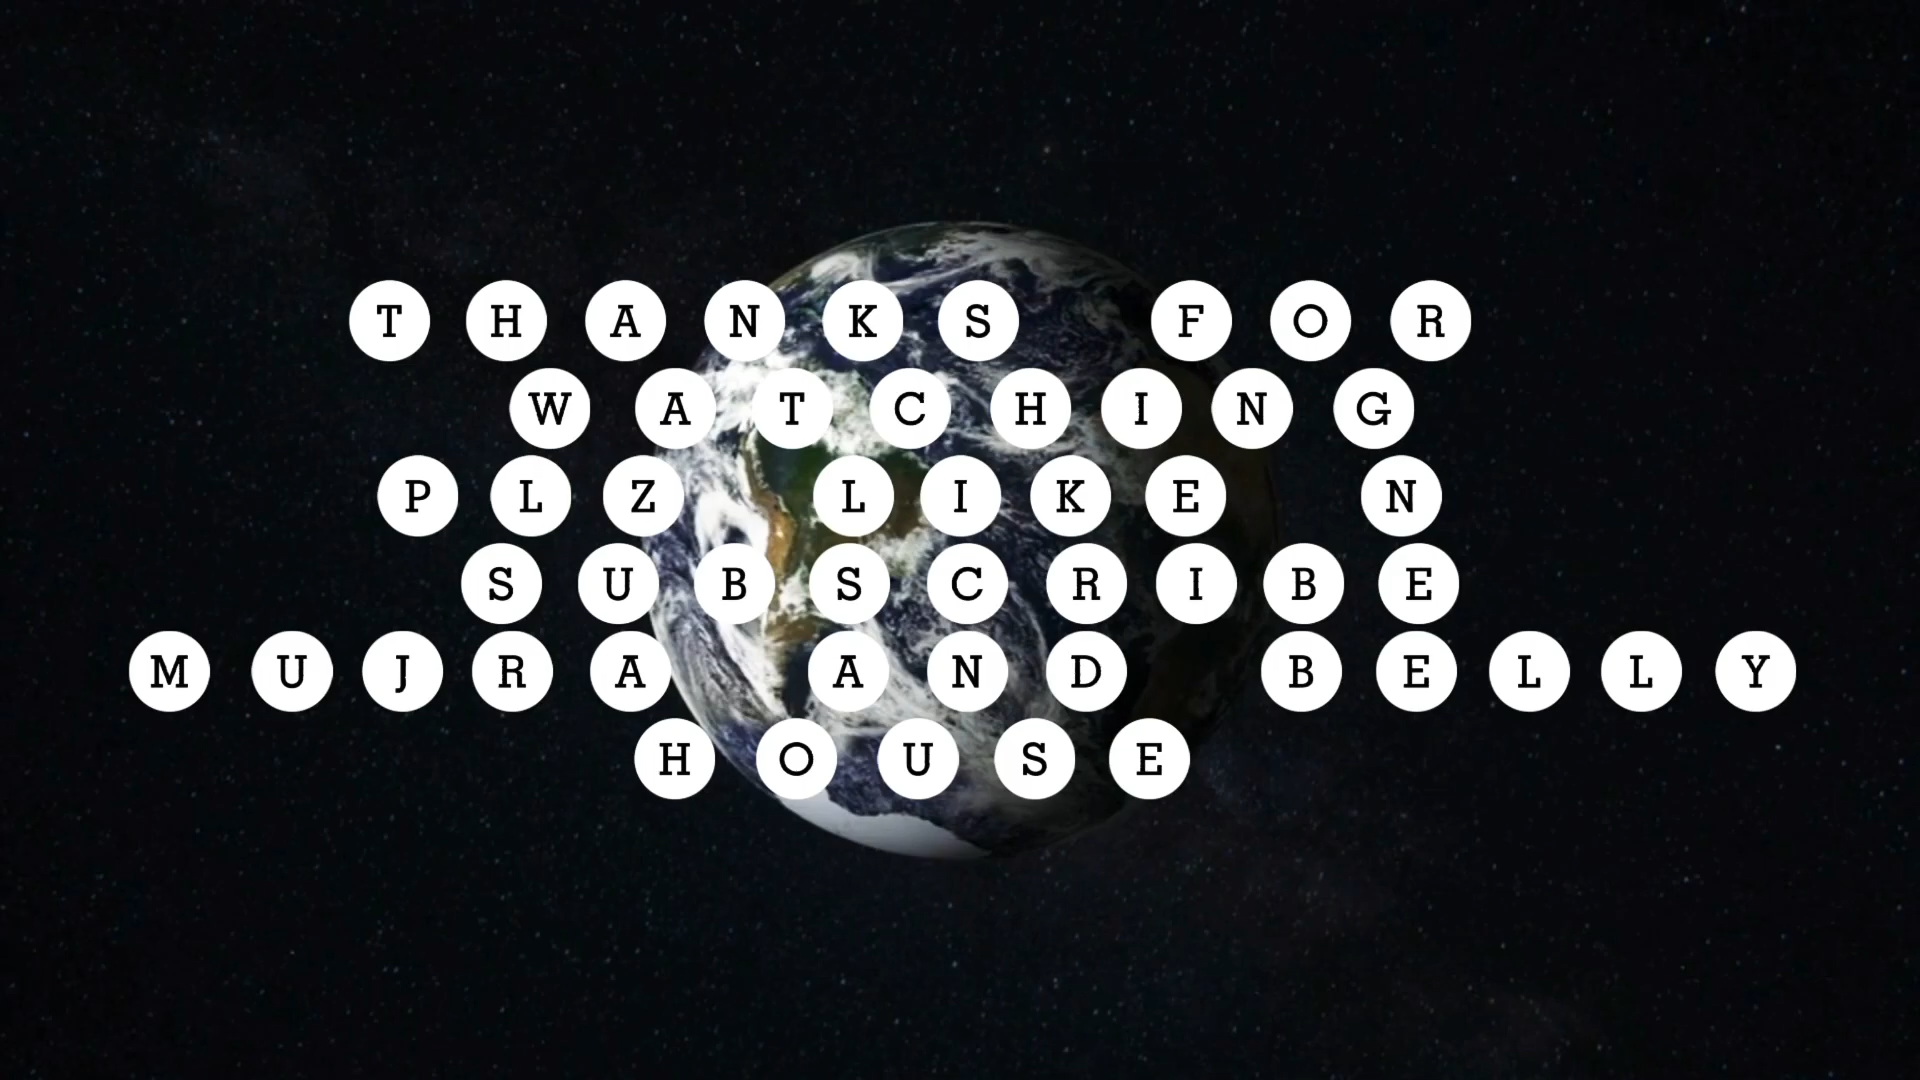 THANKS FOR
WATCHING
PLZ LIKE N
SUBSCRIBE
MUJRA AND BELLY
HOUSE